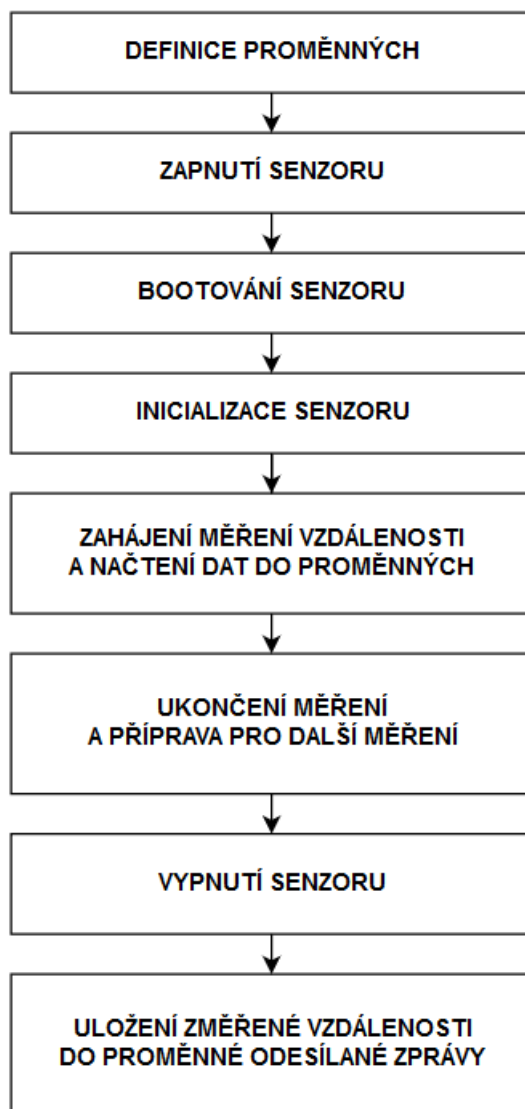 DEFINICE PROMĚNNÝCH
ZAPNUTÍ SENZORU
BOOTOVÁNÍ SENZORU
INICIALIZACE SENZORU
ZAHÁJENÍ MĚŘENÍ VZDÁLENOSTI
A NAČTENÍ DAT DO PROMĚNNÝCH
UKONČENÍ MĚŘENÍ
A PŘÍPRAVA PRO DALŠÍ MĚŘENÍ
VYPNUTÍ SENZORU
ULOŽENÍ ZMĚŘENÉ VZDÁLENOSTI
DO PROMĚNNÉ ODESÍLANÉ ZPRÁVY